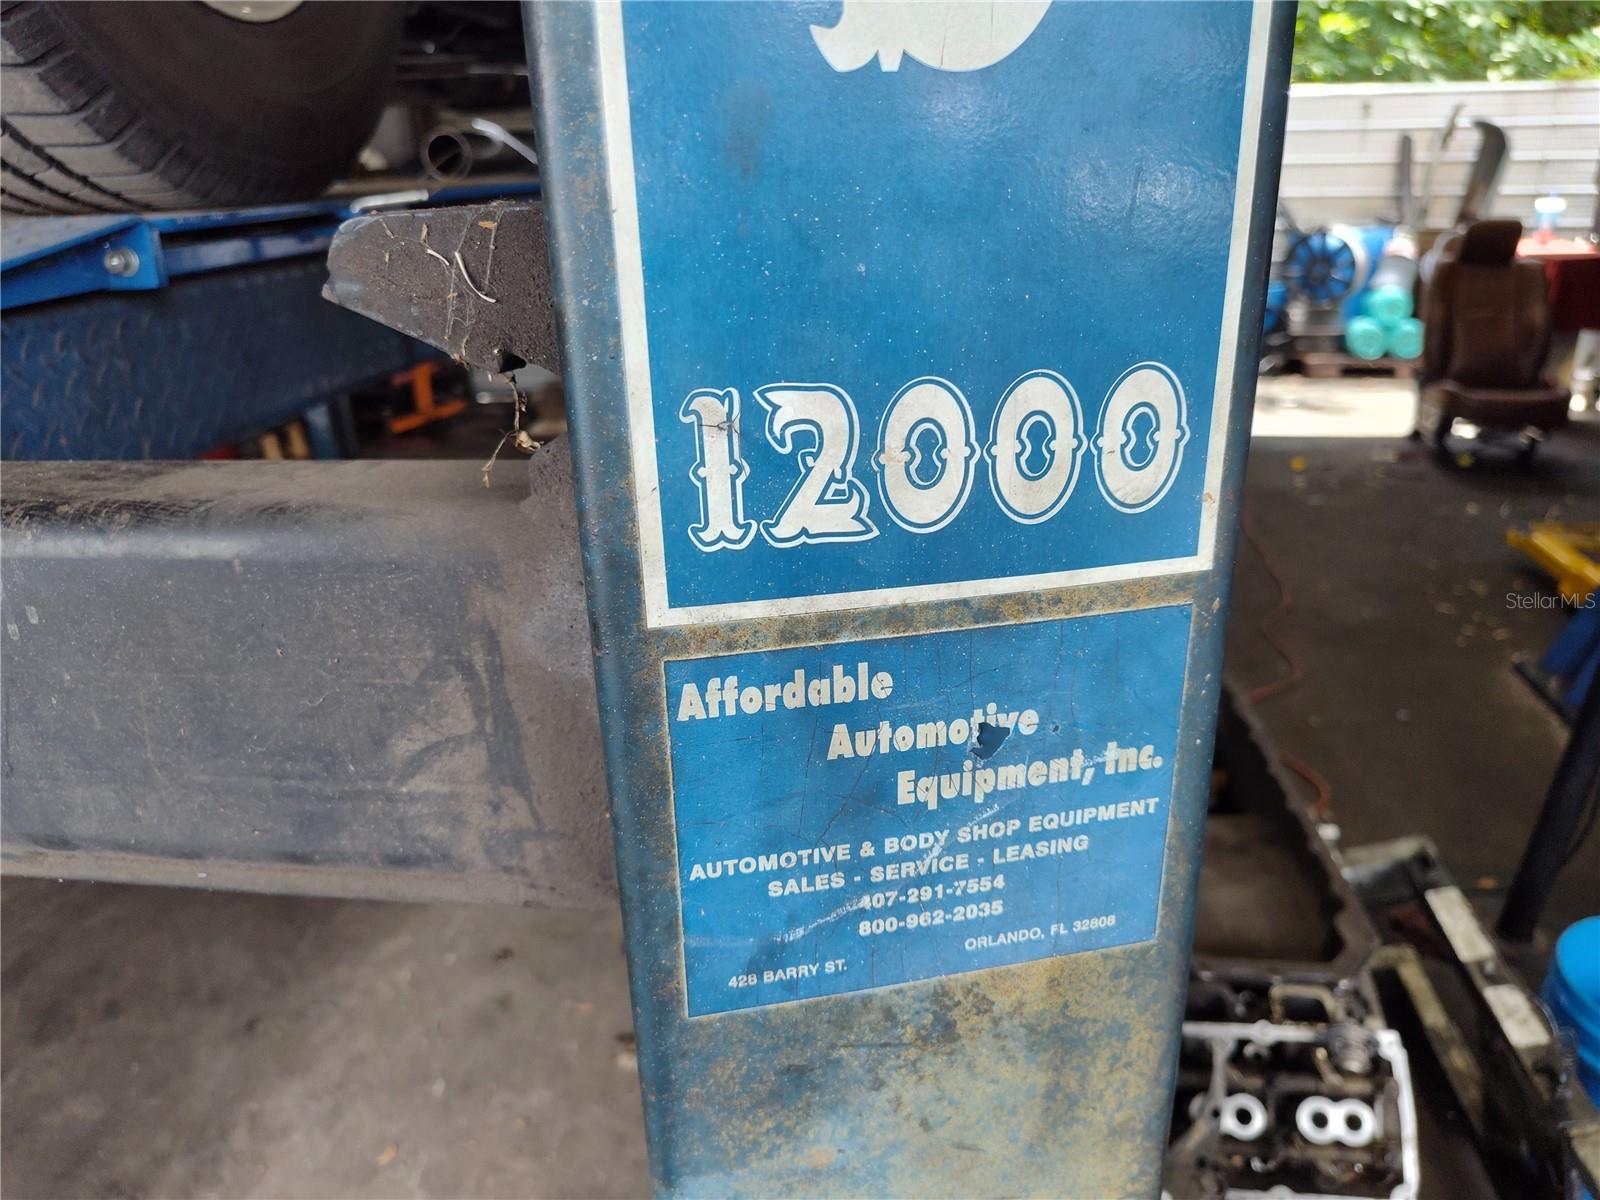 12000
Affordable
Automotive
Equipment, Inc.
AUTOMOTIVE & BODY SHOP EQUIPMENT
SALES - SERVICE - LEASING
407-291-7554
800-962-2035
428 BARRY ST. ORLANDO, FL 32808
StellarMLS